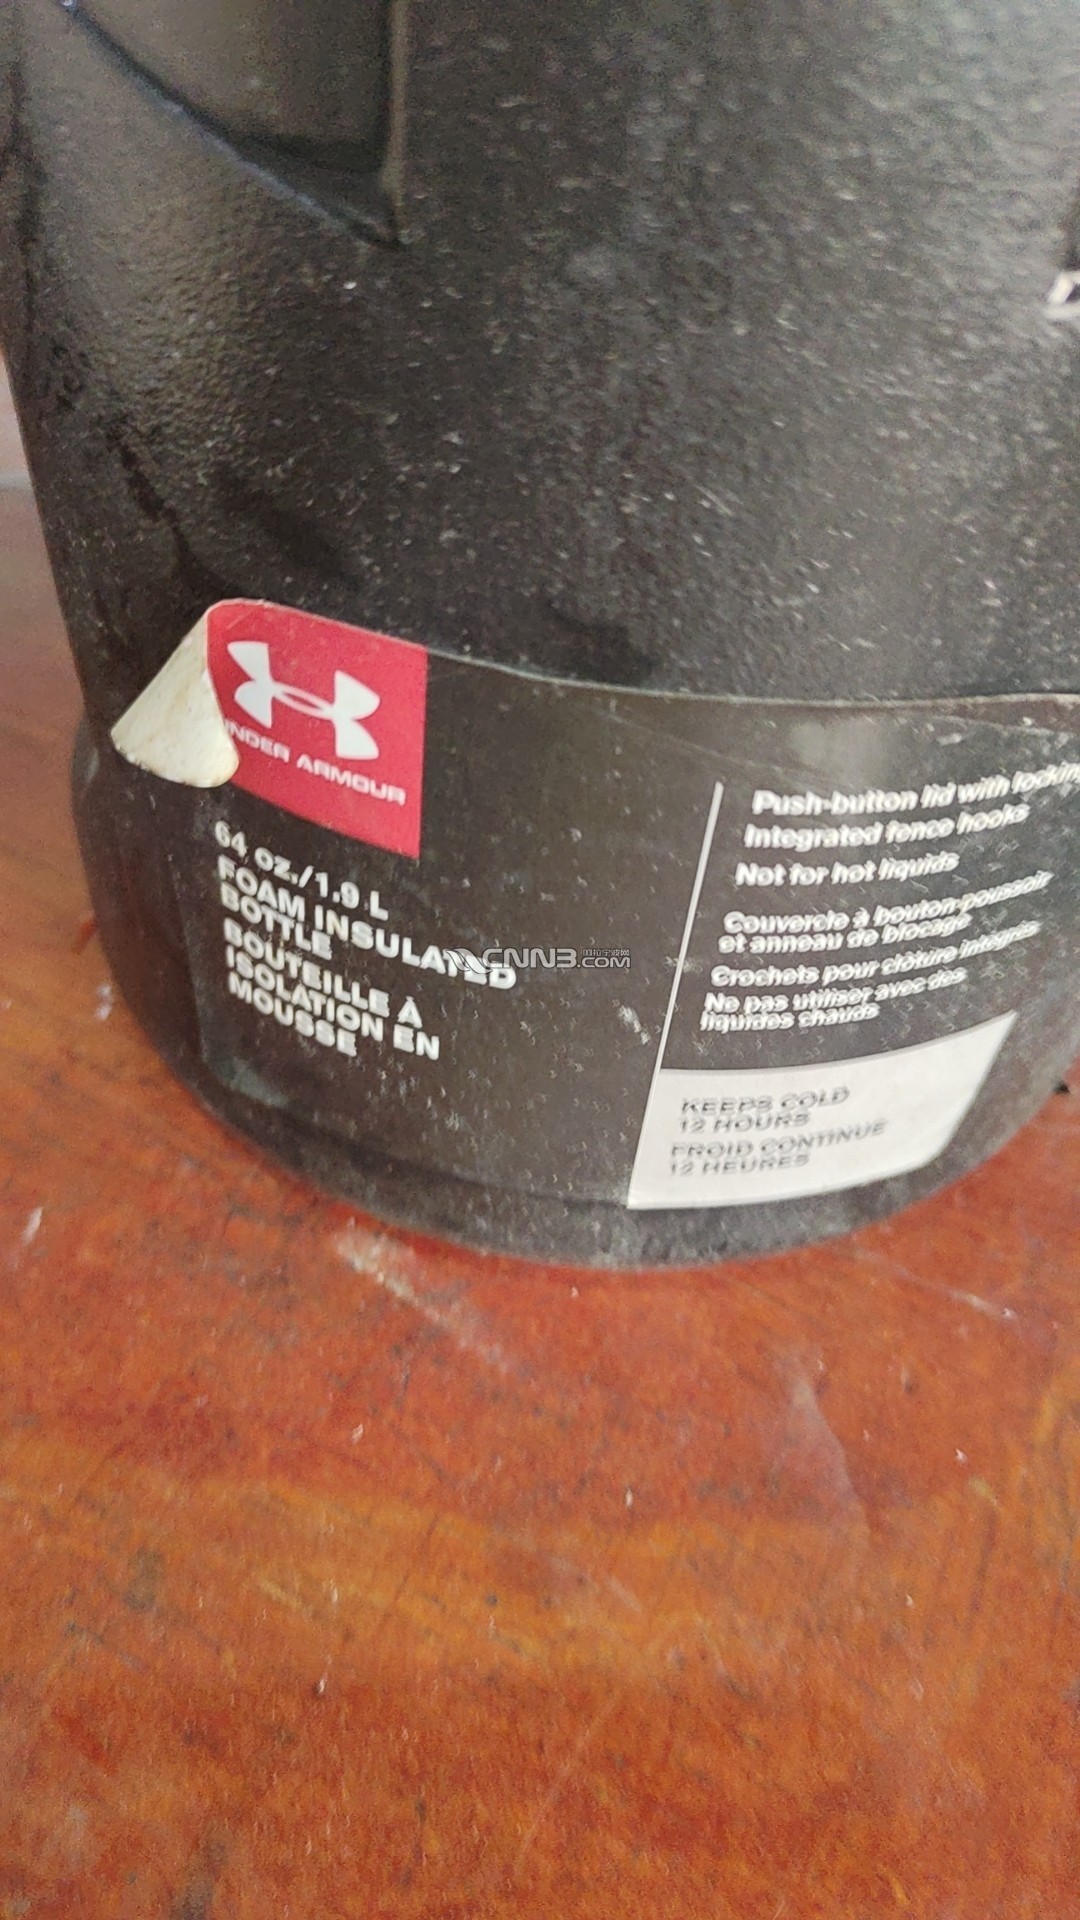 UNDER ARMOUR
64 oz./1.9 L
FOAM INSULATED
BOTTLE
BOUTEILLE À
ISOLATION EN
MOUSSE
Push-button lid with locking
Integrated fence hooks
Not for hot liquids
Couvercle à bouton-poussoir
et anneau de blocage
Crochets pour clôture intégrés
Ne pas utiliser avec des
liquides chauds
KEEPS COLD
12 HOURS
FROID CONTINUE
12 HEURES
CNN3.COM